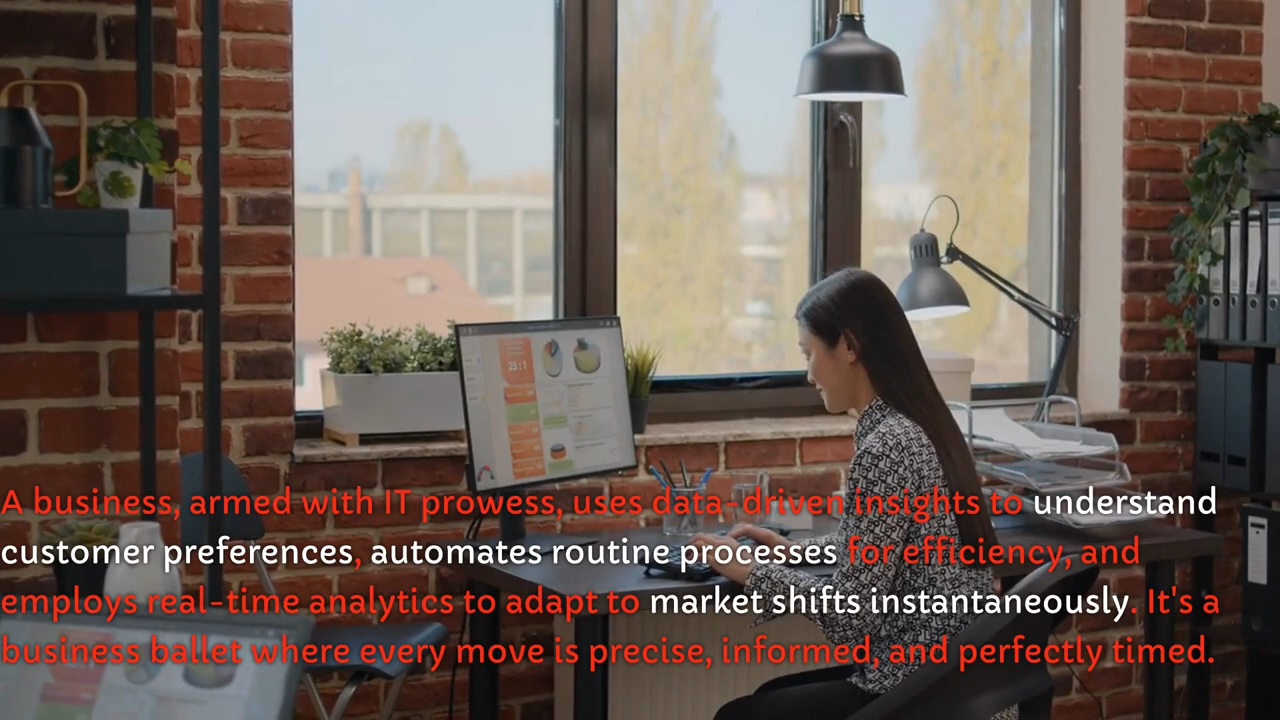 25:1
A business, armed with IT prowess, uses data-driven insights to understand
customer preferences, automates routine processes for efficiency, and
employs real-time analytics to adapt to market shifts instantaneously. It's a
business ballet where every move is precise, informed, and perfectly timed.